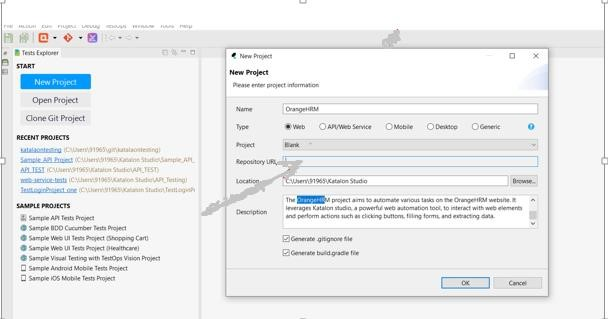 File Action Edit Project Debug TestOps Window Tools Help
Tests Explorer
START
New Project
Open Project
Clone Git Project
RECENT PROJECTS
katalaontesting (C:\Users\91965\git\katalaontesting)
Sample_API_Project (C:\Users\91965\Katalon Studio\Sample_API_
API_TEST (C:\Users\91965\Katalon Studio\API_TEST)
web-service-tests (C:\Users\91965\Katalon Studio\API_Testing)
TestLoginProject_one (C:\Users\91965\Katalon Studio\TestLoginPr
SAMPLE PROJECTS
Sample API Tests Project
Sample BDD Cucumber Tests Project
Sample Web UI Tests Project (Shopping Cart)
Sample Web UI Tests Project (Healthcare)
Sample Visual Testing with TestOps Vision Project
Sample Android Mobile Tests Project
Sample iOS Mobile Tests Project
New Project
New Project
Please enter project information
Name OrangeHRM
Type Web API/Web Service Mobile Desktop Generic
Project Blank
Repository URL
Location C:\Users\91965\Katalon Studio Browse...
Description
The OrangeHRM project aims to automate various tasks on the OrangeHRM website. It
leverages Katalon studio, a powerful web automation tool, to interact with web elements
and perform actions such as clicking buttons, filling forms, and extracting data.
Generate .gitignore file
Generate build.gradle file
OK Cancel